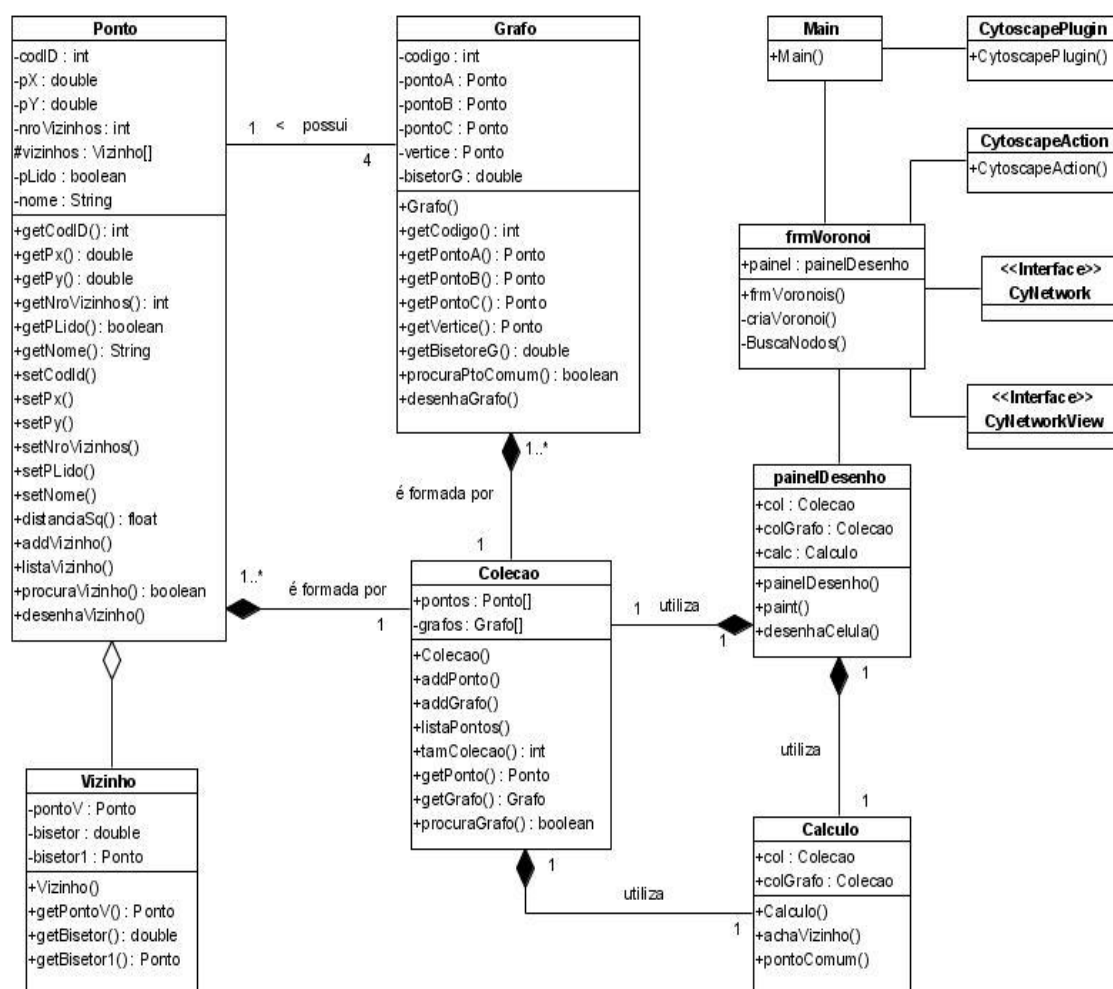 Ponto
-codID : int
-pX : double
-pY : double
-nroVizinhos : int
#vizinhos : Vizinho[]
-pLido : boolean
-nome : String
+getCodID() : int
+getPx() : double
+getPy() : double
+getNroVizinhos() : int
+getPLido() : boolean
+getNome() : String
+setCodId()
+setPx()
+setPy()
+setNroVizinhos()
+setPLido()
+setNome()
+distanciaSq() : float
+addVizinho()
+listaVizinho()
+procuraVizinho() : boolean
+desenhaVizinho()
1 < possui
4
Grafo
-codigo : int
-pontoA : Ponto
-pontoB : Ponto
-pontoC : Ponto
-vertice : Ponto
-bisetorG : double
+Grafo()
+getCodigo() : int
+getPontoA() : Ponto
+getPontoB() : Ponto
+getPontoC() : Ponto
+getVertice() : Ponto
+getBisetoreG() : double
+procuraPtoComum() : boolean
+desenhaGrafo()
Main
+Main()
CytoscapePlugin
+CytoscapePlugin()
CytoscapeAction
+CytoscapeAction()
frmVoronoi
+painel : painelDesenho
+frmVoronois()
-criaVoronoi()
-BuscaNodos()
<<Interface>>
CyNetwork
<<Interface>>
CyNetworkView
1..*
é formada por
1
1..*
é formada por
1
Colecao
+pontos : Ponto[]
-grafos : Grafo[]
+Colecao()
+addPonto()
+addGrafo()
+listaPontos()
+tamColecao() : int
+getPonto() : Ponto
+getGrafo() : Grafo
+procuraGrafo() : boolean
1 utiliza
1
painelDesenho
+col : Colecao
+colGrafo : Colecao
+calc : Calculo
+painelDesenho()
+paint()
+desenhaCelula()
1
utiliza
1
Vizinho
-pontoV : Ponto
-bisetor : double
-bisetor1 : Ponto
+Vizinho()
+getPontoV() : Ponto
+getBisetor() : double
+getBisetor1() : Ponto
1
utiliza
1
Calculo
+col : Colecao
+colGrafo : Colecao
+Calculo()
+achaVizinho()
+pontoComum()